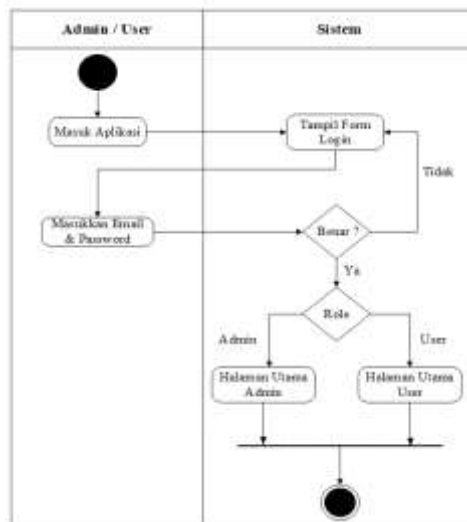 Admin / User
Sistem
Masuk Aplikasi
Tampil Form
Login
Tidak
Masukkan Email
& Password
Benar ?
Ya
Role
Admin
User
Halaman Utama
Admin
Halaman Utama
User